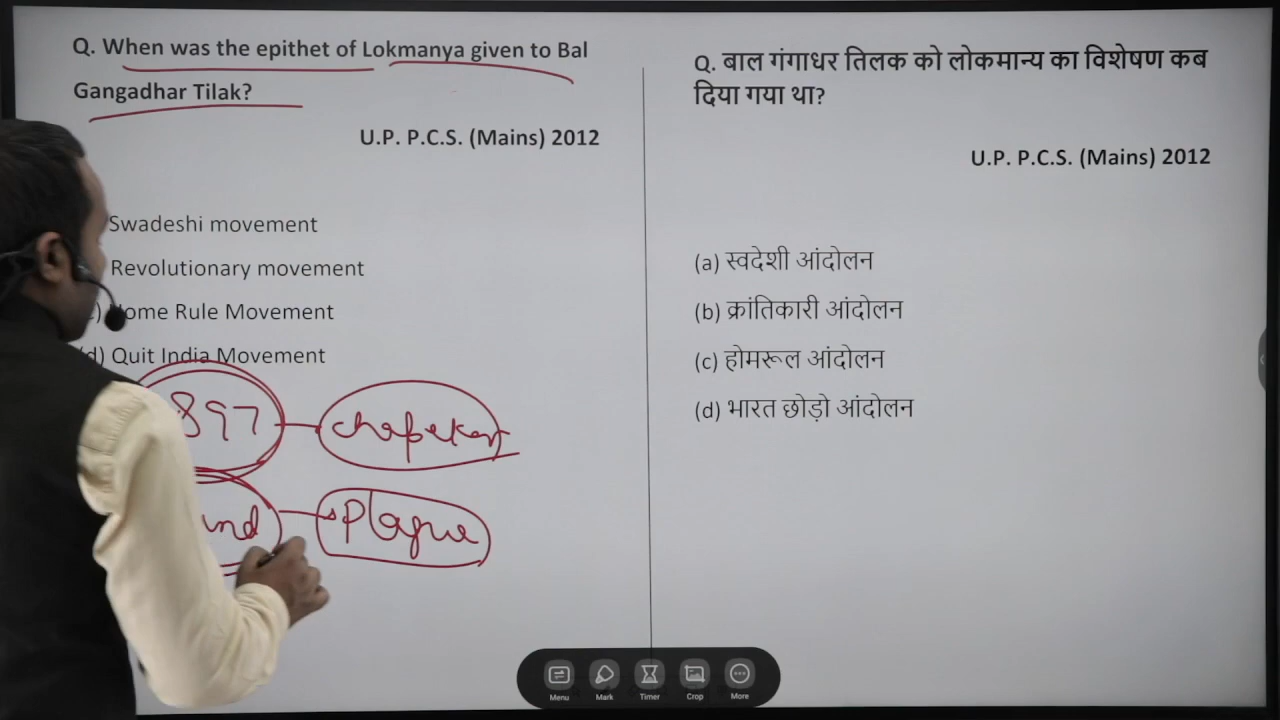 Q. When was the epithet of Lokmanya given to Bal
Gangadhar Tilak?
U.P. P.C.S. (Mains) 2012
Swadeshi movement
Revolutionary movement
Home Rule Movement
(d) Quit India Movement
897
chapekar
Plague
Q. बाल गंगाधर तिलक को लोकमान्य का विशेषण कब
दिया गया था?
U.P. P.C.S. (Mains) 2012
(a) स्वदेशी आंदोलन
(b) क्रांतिकारी आंदोलन
(c) होमरूल आंदोलन
(d) भारत छोड़ो आंदोलन
Menu Mark Timer Crop More